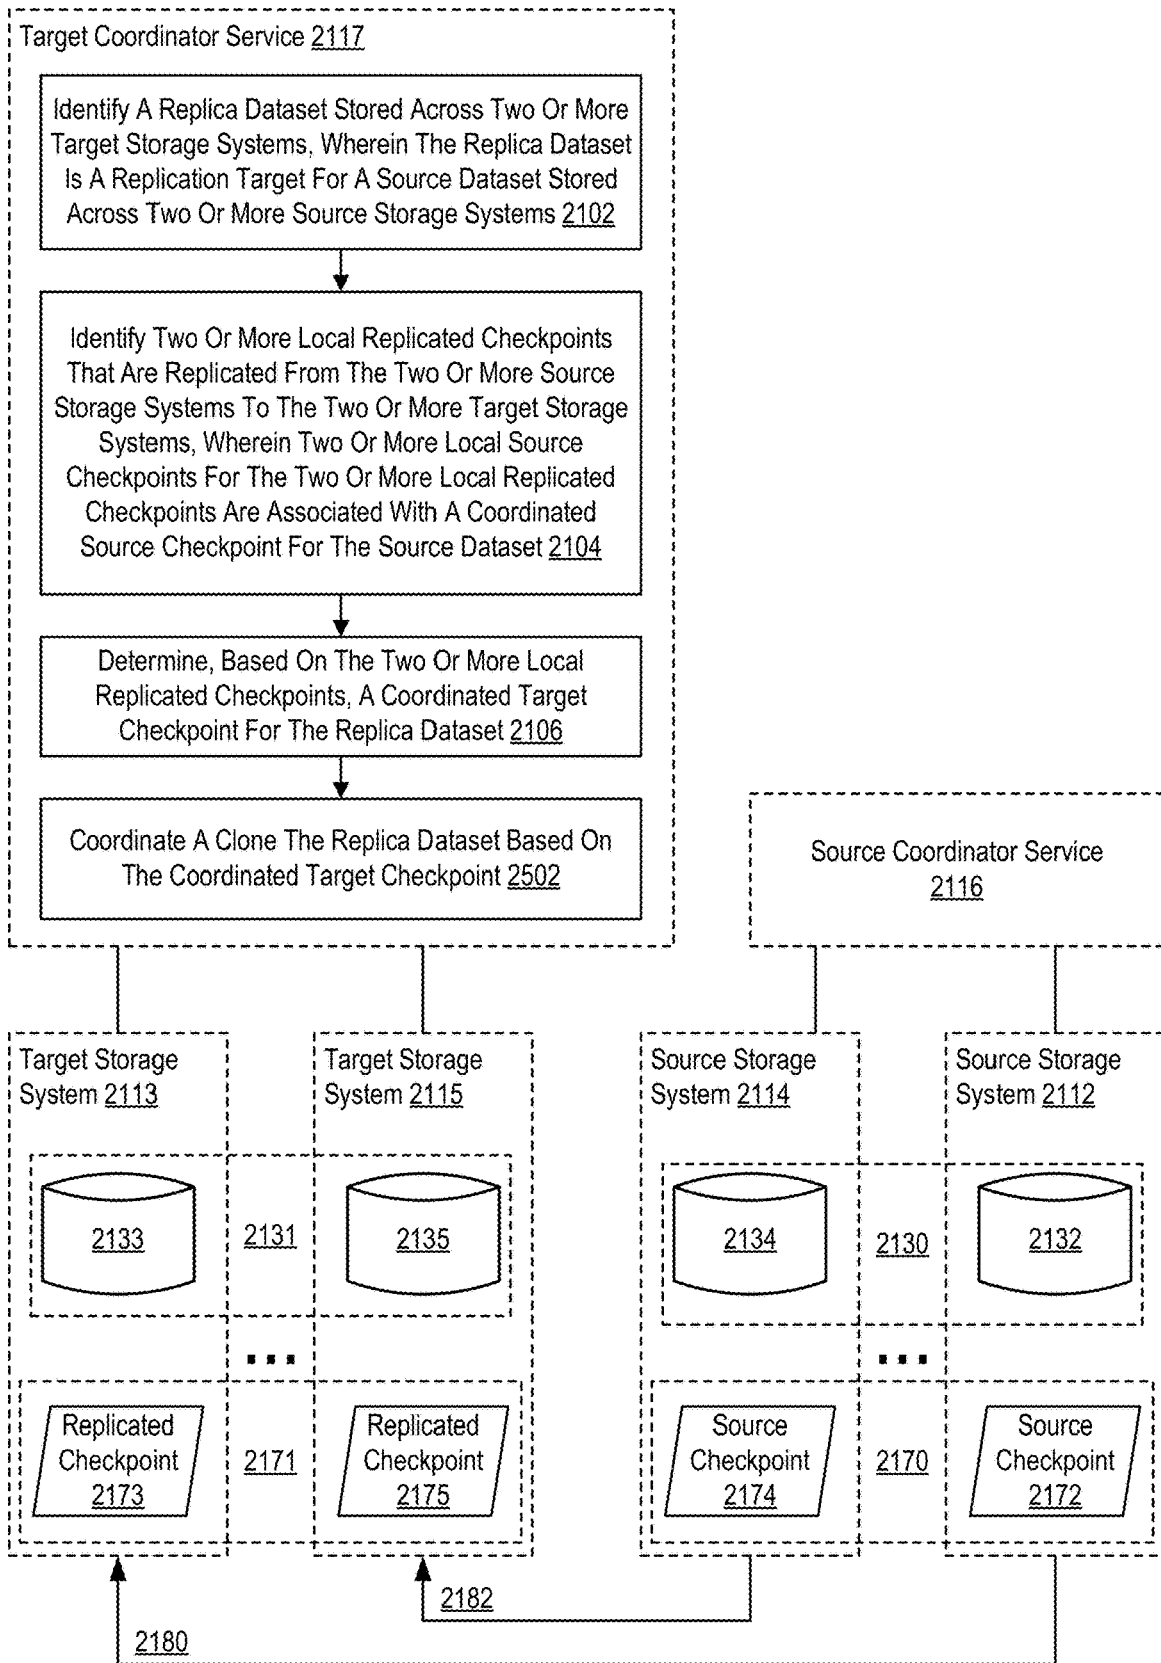 Target Coordinator Service 2117
Identify A Replica Dataset Stored Across Two Or More
Target Storage Systems, Wherein The Replica Dataset
Is A Replication Target For A Source Dataset Stored
Across Two Or More Source Storage Systems 2102
Identify Two Or More Local Replicated Checkpoints
That Are Replicated From The Two Or More Source
Storage Systems To The Two Or More Target Storage
Systems, Wherein Two Or More Local Source
Checkpoints For The Two Or More Local Replicated
Checkpoints Are Associated With A Coordinated
Source Checkpoint For The Source Dataset 2104
Determine, Based On The Two Or More Local
Replicated Checkpoints, A Coordinated Target
Checkpoint For The Replica Dataset 2106
Coordinate A Clone The Replica Dataset Based On
The Coordinated Target Checkpoint 2502
Source Coordinator Service
2116
Target Storage
System 2113
Target Storage
System 2115
Source Storage
System 2114
Source Storage
System 2112
2133
2131
2135
2134
2130
2132
Replicated
Checkpoint
2173
2171
Replicated
Checkpoint
2175
Source
Checkpoint
2174
2170
Source
Checkpoint
2172
2182
2180